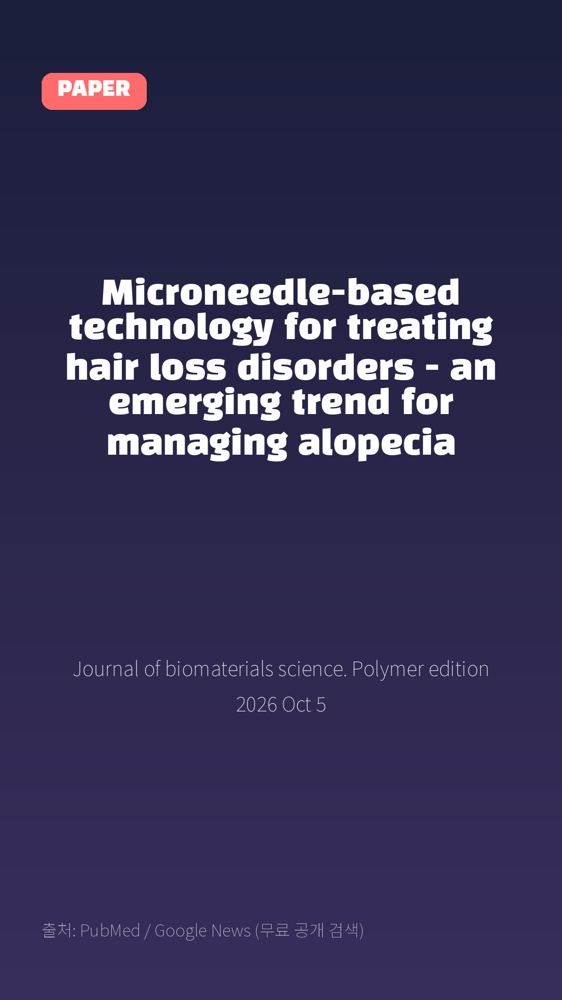 PAPER
Microneedle-based
technology for treating
hair loss disorders - an
emerging trend for
managing alopecia
Journal of biomaterials science. Polymer edition
2026 Oct 5
출처: PubMed / Google News (무료 공개 검색)